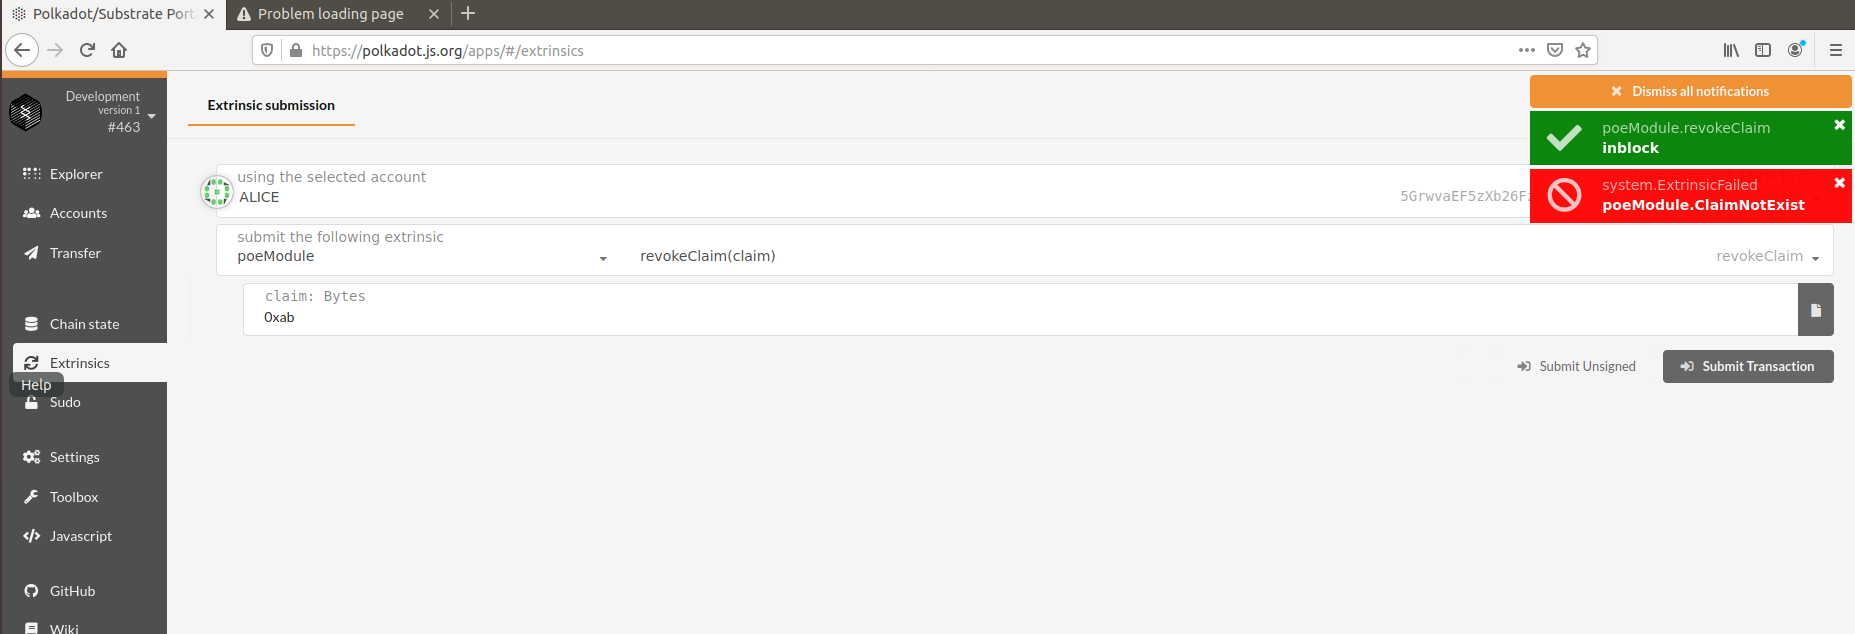 Polkadot/Substrate Port
Problem loading page
https://polkadot.js.org/apps/#/extrinsics
Development
version 1
#463
Extrinsic submission
Dismiss all notifications
poeModule.revokeClaim
inblock
system.ExtrinsicFailed
poeModule.ClaimNotExist
Explorer
Accounts
Transfer
Chain state
Extrinsics
Help
Sudo
Settings
Toolbox
Javascript
GitHub
Wiki
using the selected account
ALICE
5GrwvaEF5zXb26F
submit the following extrinsic
poeModule
revokeClaim(claim)
revokeClaim
claim: Bytes
0xab
Submit Unsigned
Submit Transaction